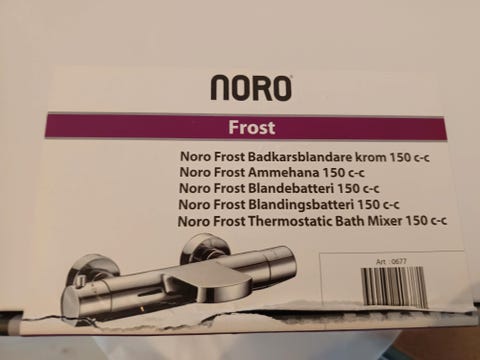 NORO
Frost
Noro Frost Badkarsblandare krom 150 c-c
Noro Frost Ammehana 150 c-c
Noro Frost Blandebatteri 150 c-c
Noro Frost Blandingsbatteri 150 c-c
Noro Frost Thermostatic Bath Mixer 150 c-c
Art : 0677